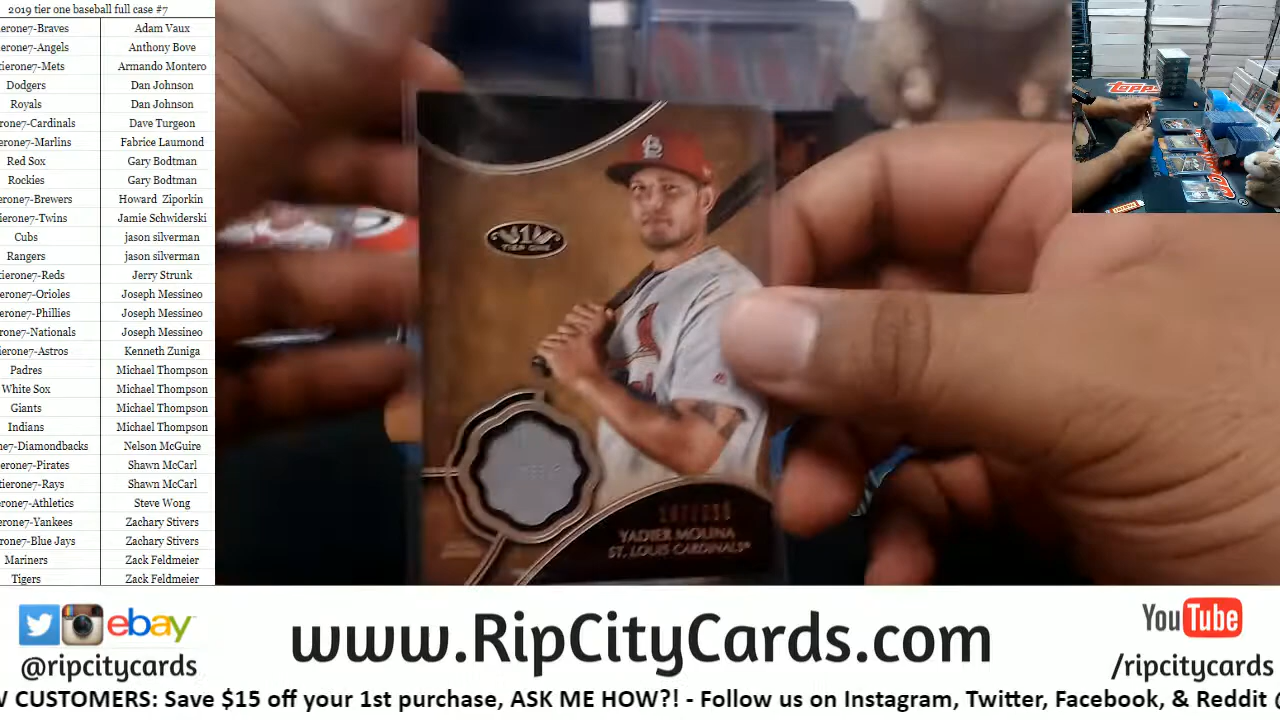 2019 tier one baseball full case #7
ierone7-Braves Adam Vaux
erone7-Angels Anthony Bove
tierone7-Mets Armando Montero
Dodgers Dan Johnson
Royals Dan Johnson
rone7-Cardinals Dave Turgeon
erone7-Marlins Fabrice Laumond
Red Sox Gary Bodtman
Rockies Gary Bodtman
erone7-Brewers Howard Ziporkin
ierone7-Twins Jamie Schwiderski
Cubs jason silverman
Rangers jason silverman
ierone7-Reds Jerry Strunk
erone7-Orioles Joseph Messineo
erone7-Phillies Joseph Messineo
rone7-Nationals Joseph Messineo
ierone7-Astros Kenneth Zuniga
Padres Michael Thompson
White Sox Michael Thompson
Giants Michael Thompson
Indians Michael Thompson
ne7-Diamondbacks Nelson McGuire
erone7-Pirates Shawn McCarl
tierone7-Rays Shawn McCarl
erone7-Athletics Steve Wong
erone7-Yankees Zachary Stivers
rone7-Blue Jays Zachary Stivers
Mariners Zack Feldmeier
Tigers Zack Feldmeier
1
TIER ONE
YADIER MOLINA
ST. LOUIS CARDINALS®
topps
ebay
@ripcitycards
www.RipCityCards.com
YouTube
/ripcitycards
W CUSTOMERS: Save $15 off your 1st purchase, ASK ME HOW?! - Follow us on Instagram, Twitter, Facebook, & Reddit